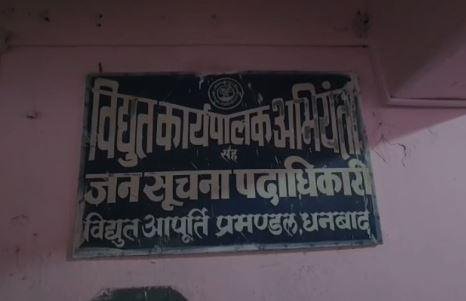 विद्युत कार्यपालक अभियंता
सह
जन सूचना पदाधिकारी
विद्युत आपूर्ति प्रमण्डल, धनबाद